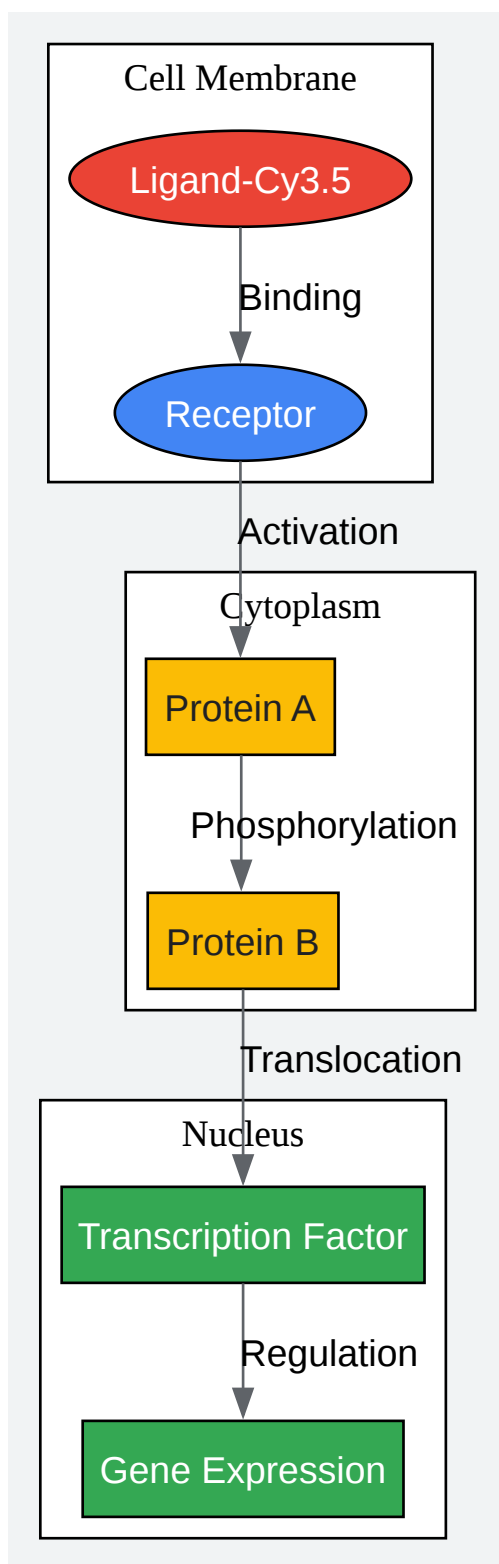 Cell Membrane
Ligand-Cy3.5
Binding
Receptor
Activation
Cytoplasm
Protein A
Phosphorylation
Protein B
Translocation
Nucleus
Transcription Factor
Regulation
Gene Expression